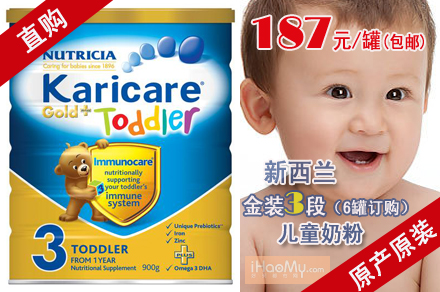 直购
NUTRICIA
Caring for babies since 1896
Karicare
Gold+ Toddler
Immunocare
nutritionally
supporting
your toddler's
immune
system
Unique Prebiotics
Iron
Zinc
PLUS
Omega 3 DHA
3 TODDLER
FROM 1 YEAR
Nutritional Supplement 900g
187元/罐(包邮)
新西兰
金装3段(6罐订购)
儿童奶粉
iHaoMy.com
原产原装